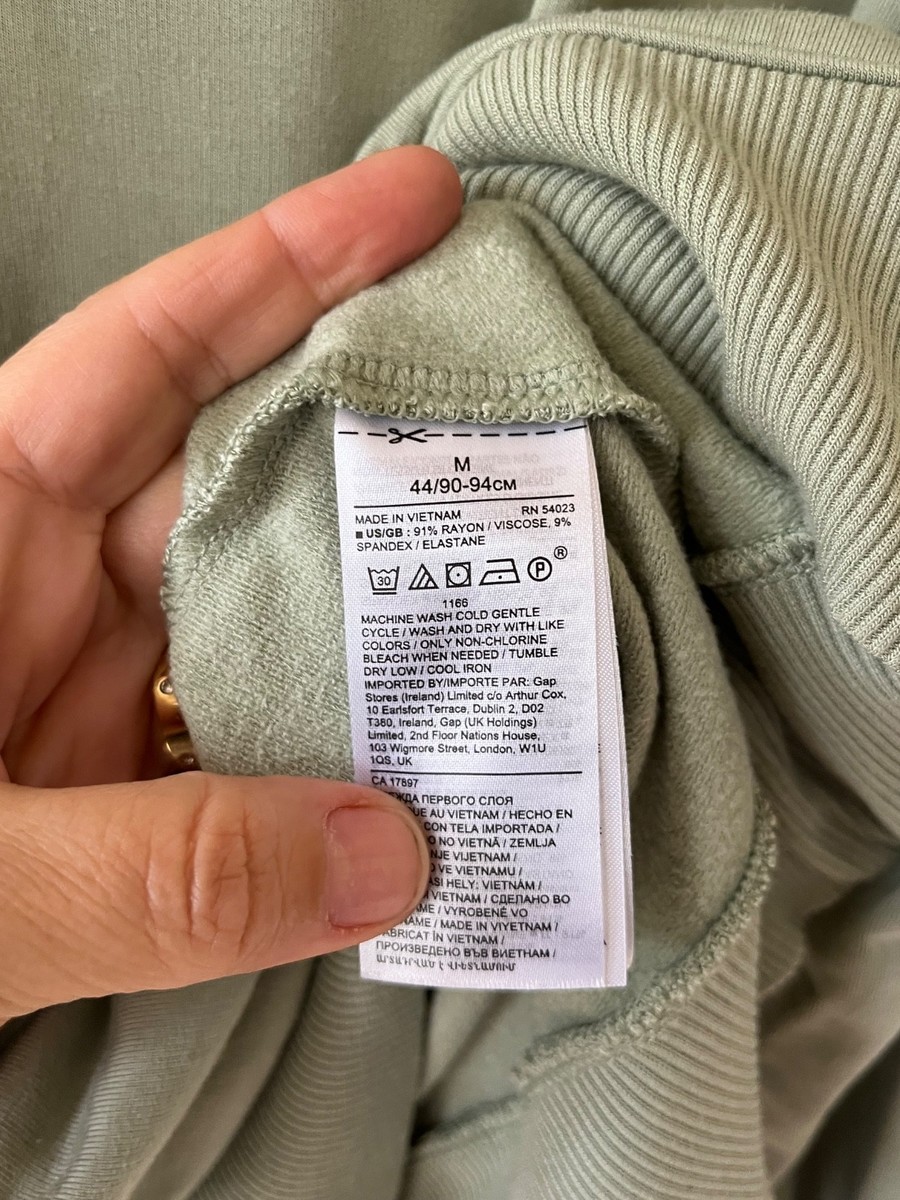 M
44/90-94см
MADE IN VIETNAM RN 54023
US/GB : 91% RAYON / VISCOSE, 9%
SPANDEX / ELASTANE
30 P ®
1166
MACHINE WASH COLD GENTLE
CYCLE / WASH AND DRY WITH LIKE
COLORS / ONLY NON-CHLORINE
BLEACH WHEN NEEDED / TUMBLE
DRY LOW / COOL IRON
IMPORTED BY/IMPORTE PAR: Gap
Stores (Ireland) Limited c/o Arthur Cox,
10 Earlsfort Terrace, Dublin 2, D02
T380, Ireland, Gap (UK Holdings)
Limited, 2nd Floor Nations House,
103 Wigmore Street, London, W1U
1QS, UK
CA 17897
ПЕРВОГО СЛОЯ
AU VIETNAM / HECHO EN
CON TELA IMPORTADA /
NO VIETNÃ / ZEMLJA
VIJETNAM /
VE VIETNAMU /
HELY: VIETNÁM /
VIETNAM / СДЕЛАНО ВО
/ VYROBENÉ VO
/ MADE IN VIYETNAM /
FABRICAT ÎN VIETNAM /
ПРОИЗВЕДЕНО ВЪВ ВИЕТНАМ /
ԱՐՏԱԴՐՎԱԾ Է ՎԻԵՏՆԱՄՈՒՄ